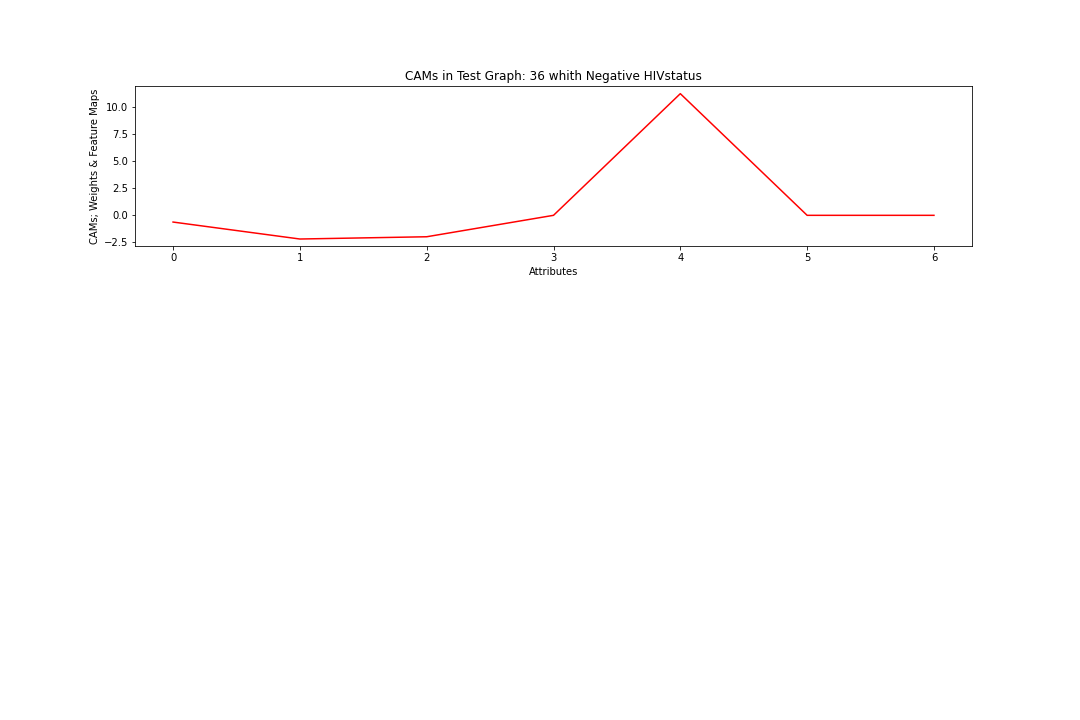 CAMs in Test Graph: 36 whith Negative HIVstatus
CAMs; Weights & Feature Maps
10.0
7.5
5.0
2.5
0.0
−2.5
0 1 2 3 4 5 6
Attributes